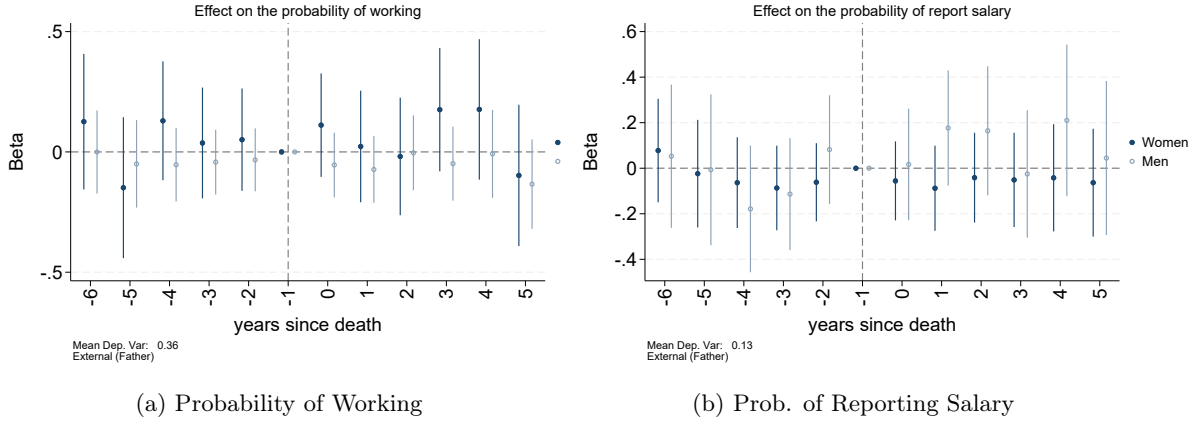 Effect on the probability of working
.5
0
-.5
Beta
-6 -5 -4 -3 -2 -1 0 1 2 3 4 5
years since death
Mean Dep. Var: 0.36
External (Father)
(a) Probability of Working
Effect on the probability of report salary
.6
.4
.2
0
-.2
-.4
Beta
-6 -5 -4 -3 -2 -1 0 1 2 3 4 5
years since death
Mean Dep. Var: 0.13
External (Father)
Women
Men
(b) Prob. of Reporting Salary